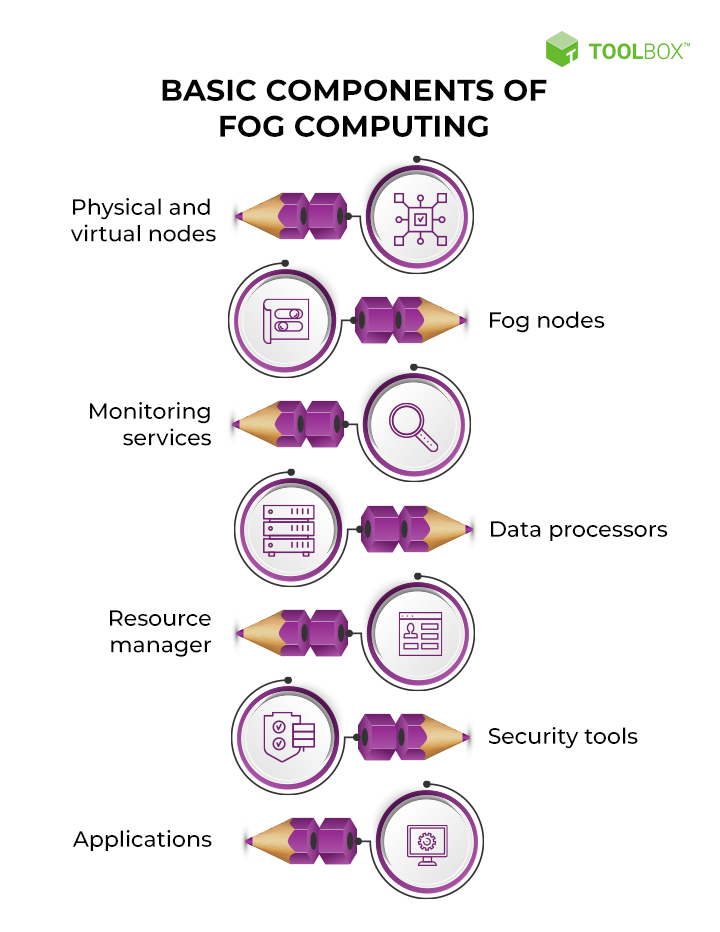 TOOLBOX™
BASIC COMPONENTS OF
FOG COMPUTING
Physical and
virtual nodes
Fog nodes
Monitoring
services
Data processors
Resource
manager
Security tools
Applications